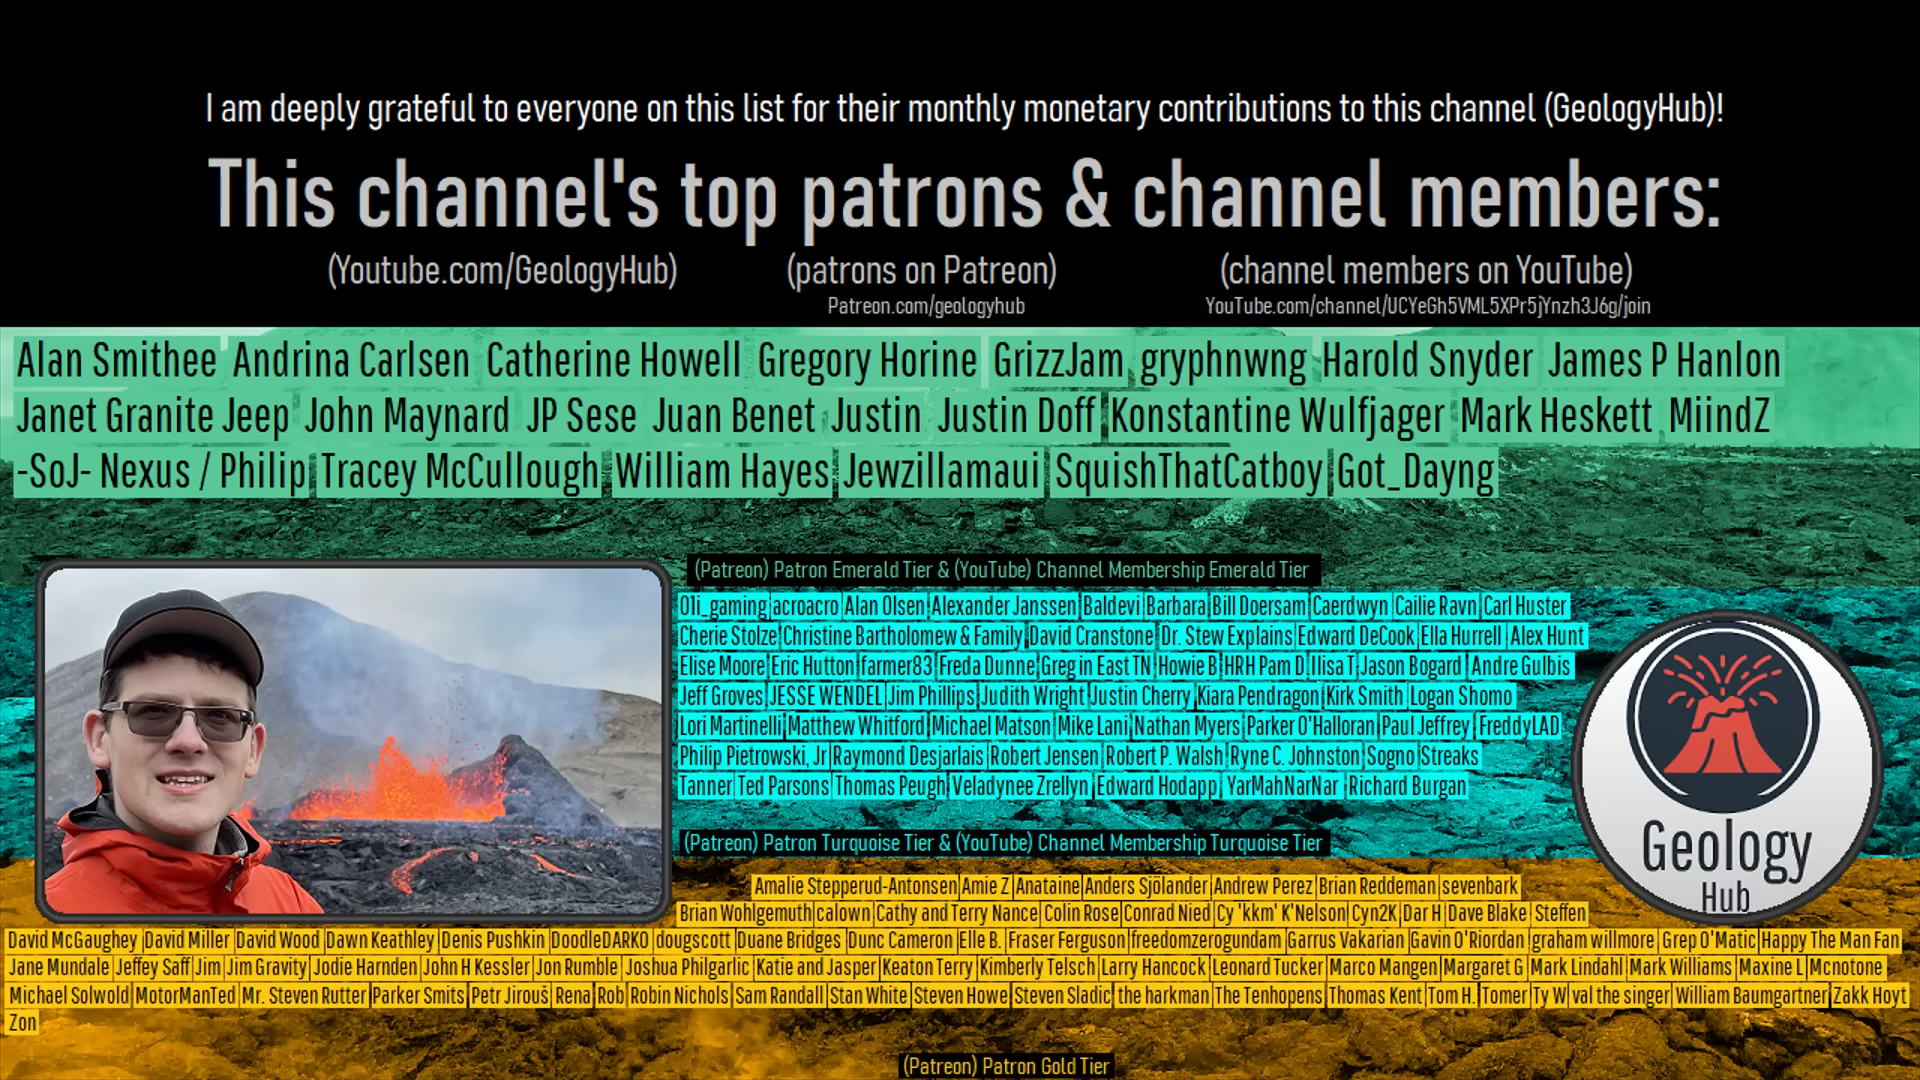 I am deeply grateful to everyone on this list for their monthly monetary contributions to this channel (GeologyHub)!
This channel's top patrons & channel members:
(Youtube.com/GeologyHub) (patrons on Patreon) (channel members on YouTube)
Patreon.com/geologyhub YouTube.com/channel/UCYeGh5VML5XPr5jYnzh3J6g/join
Alan Smithee Andrina Carlsen Catherine Howell Gregory Horine GrizzJam gryphnwng Harold Snyder James P Hanlon
Janet Granite Jeep John Maynard JP Sese Juan Benet Justin Justin Doff Konstantine Wulfjager Mark Heskett MiindZ
-SoJ- Nexus / Philip Tracey McCullough William Hayes Jewzillamaui SquishThatCatboy Got_Dayng
(Patreon) Patron Emerald Tier & (YouTube) Channel Membership Emerald Tier
01i_gaming acroacro Alan Olsen Alexander Janssen Baldevi Barbara Bill Doersam Caerdwyn Cailie Ravn Carl Huster
Cherie Stolze Christine Bartholomew & Family David Cranstone Dr. Stew Explains Edward DeCook Ella Hurrell Alex Hunt
Elise Moore Eric Hutton farmer83 Freda Dunne Greg in East TN Howie B HRH Pam D Ilisa T Jason Bogard Andre Gulbis
Jeff Groves JESSE WENDEL Jim Phillips Judith Wright Justin Cherry Kiara Pendragon Kirk Smith Logan Shomo
Lori Martinelli Matthew Whitford Michael Matson Mike Lani Nathan Myers Parker O'Halloran Paul Jeffrey FreddyLAD
Philip Pietrowski, Jr Raymond Desjarlais Robert Jensen Robert P. Walsh Ryne C. Johnston Sogno Streaks
Tanner Ted Parsons Thomas Peugh Veladynee Zrellyn Edward Hodapp YarMahNarNar Richard Burgan
(Patreon) Patron Turquoise Tier & (YouTube) Channel Membership Turquoise Tier
Geology
Hub
Amalie Stepperud-Antonsen Amie Z Anataine Anders Sjölander Andrew Perez Brian Reddeman sevenbark
Brian Wohlgemuth calown Cathy and Terry Nance Colin Rose Conrad Nied Cy 'kkm' K'Nelson Cyn2K Dar H Dave Blake Steffen
David McGaughey David Miller David Wood Dawn Keathley Denis Pushkin DoodleDARKO dougscott Duane Bridges Dunc Cameron Elle B. Fraser Ferguson freedomzerogundam Garrus Vakarian Gavin O'Riordan graham willmore Grep O'Matic Happy The Man Fan
Jane Mundale Jeffey Saff Jim Jim Gravity Jodie Harnden John H Kessler Jon Rumble Joshua Philgarlic Katie and Jasper Keaton Terry Kimberly Telsch Larry Hancock Leonard Tucker Marco Mangen Margaret G Mark Lindahl Mark Williams Maxine L Mcnotone
Michael Solwold MotorManTed Mr. Steven Rutter Parker Smits Petr Jirouš Rena Rob Robin Nichols Sam Randall Stan White Steven Howe Steven Sladic the harkman The Tenhopens Thomas Kent Tom H. Tomer Ty W val the singer William Baumgartner Zakk Hoyt
Zon
(Patreon) Patron Gold Tier